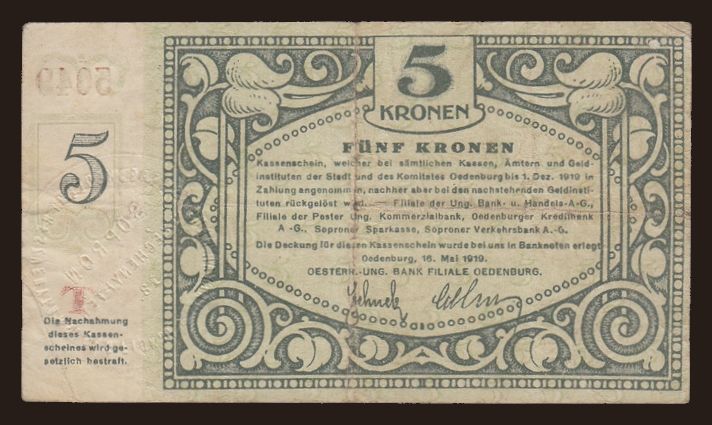 5
KRONEN
FÜNF KRONEN
Kassenschein, welcher bei sämtlichen Kassen, Ämtern und Geld-
instituten der Stadt und des Komitates Oedenburg bis 1. Dez. 1919 in
Zahlung angenommen, nachher aber bei den nachstehenden Geldinsti-
tuten rückgelöst wird. — Filiale der Ung. Bank- u. Handels-A.-G.,
Filiale der Pester Ung. Kommerzialbank, Oedenburger Kreditbank
A.-G., Soproner Sparkasse, Soproner Verkehrsbank A.-G.
Die Deckung für diesen Kassenschein wurde bei uns in Banknoten erlegt
Oedenburg, 16. Mai 1919.
OESTERR.-UNG. BANK FILIALE OEDENBURG.
5049
5
T
Die Nachahmung
dieses Kassen-
scheines wird ge-
setzlich bestraft.